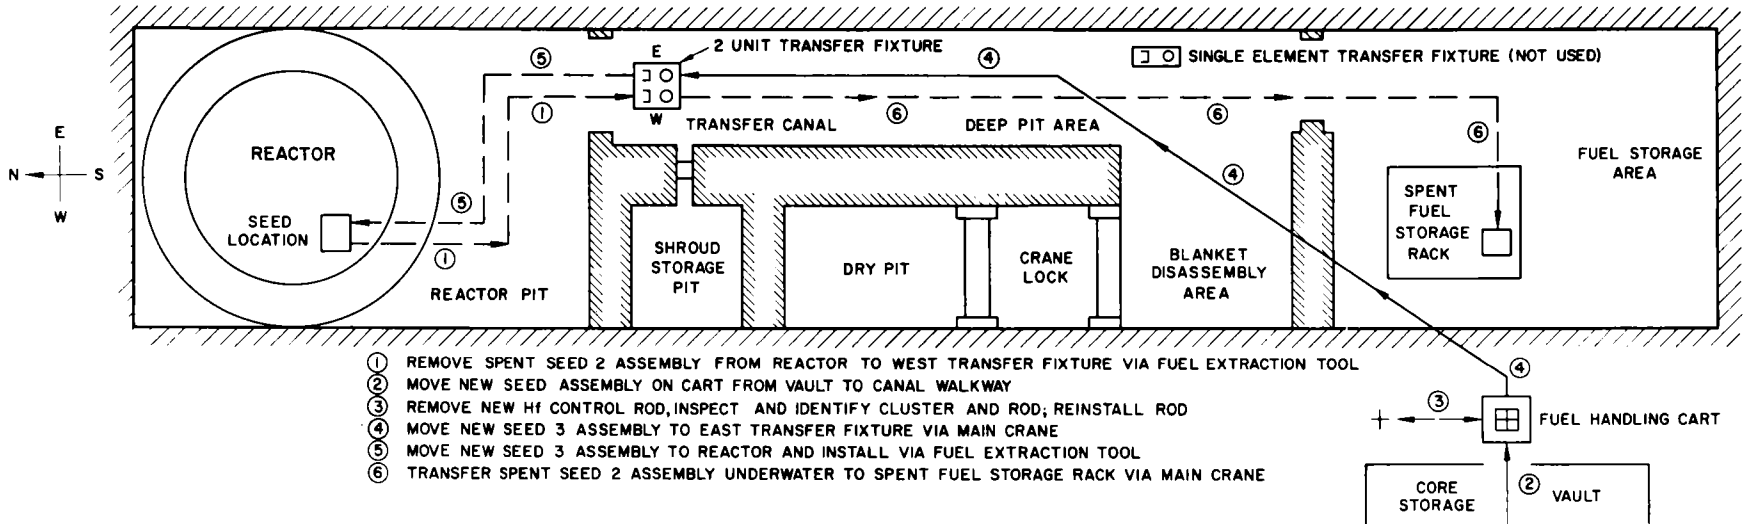 E
2 UNIT TRANSFER FIXTURE
W
SINGLE ELEMENT TRANSFER FIXTURE (NOT USED)
5
4
1
6
6
6
TRANSFER CANAL
DEEP PIT AREA
E
N
S
W
REACTOR
SEED
LOCATION
5
1
REACTOR PIT
4
FUEL STORAGE
AREA
SPENT
FUEL
STORAGE
RACK
SHROUD
STORAGE
PIT
DRY PIT
CRANE
LOCK
BLANKET
DISASSEMBLY
AREA
1 REMOVE SPENT SEED 2 ASSEMBLY FROM REACTOR TO WEST TRANSFER FIXTURE VIA FUEL EXTRACTION TOOL
2 MOVE NEW SEED ASSEMBLY ON CART FROM VAULT TO CANAL WALKWAY
3 REMOVE NEW Hf CONTROL ROD, INSPECT AND IDENTIFY CLUSTER AND ROD; REINSTALL ROD
4 MOVE NEW SEED 3 ASSEMBLY TO EAST TRANSFER FIXTURE VIA MAIN CRANE
5 MOVE NEW SEED 3 ASSEMBLY TO REACTOR AND INSTALL VIA FUEL EXTRACTION TOOL
6 TRANSFER SPENT SEED 2 ASSEMBLY UNDERWATER TO SPENT FUEL STORAGE RACK VIA MAIN CRANE
4
3
FUEL HANDLING CART
2
CORE
STORAGE
VAULT